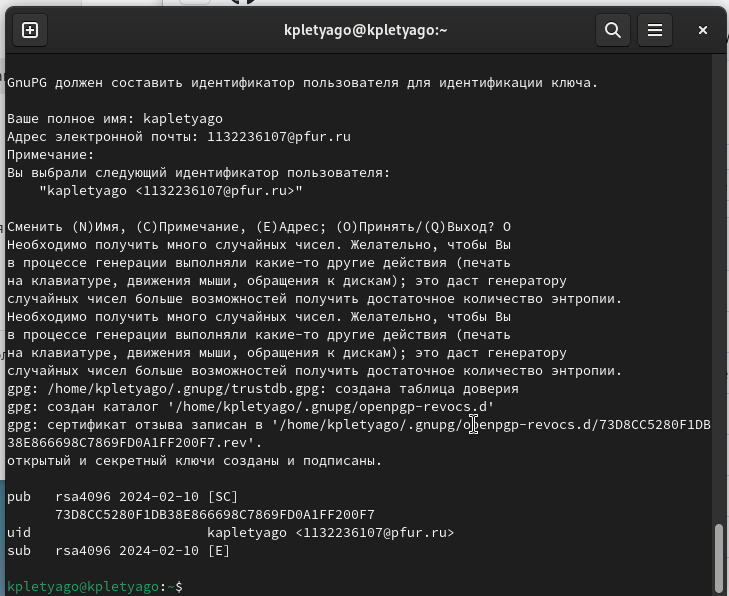 kpletyago@kpletyago:~
GnuPG должен составить идентификатор пользователя для идентификации ключа.
Ваше полное имя: kapletyago
Адрес электронной почты: 1132236107@pfur.ru
Примечание:
Вы выбрали следующий идентификатор пользователя:
"kapletyago <1132236107@pfur.ru>"
Сменить (N)Имя, (C)Примечание, (E)Адрес; (O)Принять/(Q)Выход? O
Необходимо получить много случайных чисел. Желательно, чтобы Вы
в процессе генерации выполняли какие-то другие действия (печать
на клавиатуре, движения мыши, обращения к дискам); это даст генератору
случайных чисел больше возможностей получить достаточное количество энтропии.
Необходимо получить много случайных чисел. Желательно, чтобы Вы
в процессе генерации выполняли какие-то другие действия (печать
на клавиатуре, движения мыши, обращения к дискам); это даст генератору
случайных чисел больше возможностей получить достаточное количество энтропии.
gpg: /home/kpletyago/.gnupg/trustdb.gpg: создана таблица доверия
gpg: создан каталог '/home/kpletyago/.gnupg/openpgp-revocs.d'
gpg: сертификат отзыва записан в '/home/kpletyago/.gnupg/openpgp-revocs.d/73D8CC5280F1DB
38E866698C7869FD0A1FF200F7.rev'.
открытый и секретный ключи созданы и подписаны.
pub   rsa4096 2024-02-10 [SC]
73D8CC5280F1DB38E866698C7869FD0A1FF200F7
uid                      kapletyago <1132236107@pfur.ru>
sub   rsa4096 2024-02-10 [E]
kpletyago@kpletyago:~$